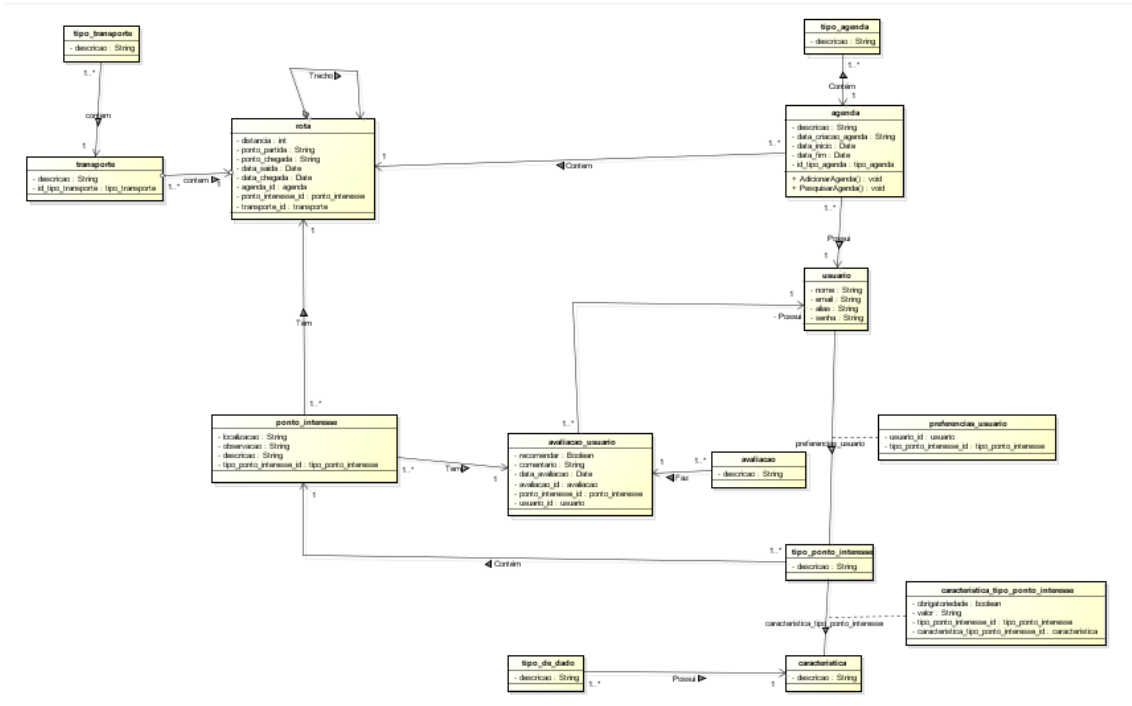 tipo_transporte
- descricao : String
1..*
contem
1
transporte
- descricao : String
- id_tipo_transporte : tipo_transporte
1..*
contem
1
Trecho
rota
- distancia : int
- ponto_partida : String
- ponto_chegada : String
- data_saida : Date
- data_chegada : Date
- agenda_id : agenda
- ponto_interesse_id : ponto_interesse
- transporte_id : transporte
1
Contem
1..*
tipo_agenda
- descricao : String
1..*
Contém
1
agenda
- descricao : String
- data_criacao_agenda : String
- data_inicio : Date
- data_fim : Date
- id_tipo_agenda : tipo_agenda
+ AdicionarAgenda() : void
+ PesquisarAgenda() : void
1..*
Possui
1
usuario
- nome : String
- email : String
- alias : String
- senha : String
1
- Possui
1..*
1
Tem
1..*
ponto_interesse
- localizacao : String
- observacao : String
- descricao : String
- tipo_ponto_interesse_id : tipo_ponto_interesse
1..*
Tem
1
avaliacao_usuario
- recomendar : Boolean
- comentario : String
- data_avaliacao : Date
- avaliacao_id : avaliacao
- ponto_interesse_id : ponto_interesse
- usuario_id : usuario
1
Faz
1..*
avaliacao
- descricao : String
preferencias_usuario
preferencias_usuario
- usuario_id : usuario
- tipo_ponto_interesse_id : tipo_ponto_interesse
1
Contém
1..*
tipo_ponto_interesse
- descricao : String
caracteristica_tipo_ponto_interesse
caracteristica_tipo_ponto_interesse
- obrigatoriedade : boolean
- valor : String
- tipo_ponto_interesse_id : tipo_ponto_interesse
- caracteristica_tipo_ponto_interesse_id : caracteristica
tipo_de_dado
- descricao : String
1..*
Possui
1
caracteristica
- descricao : String